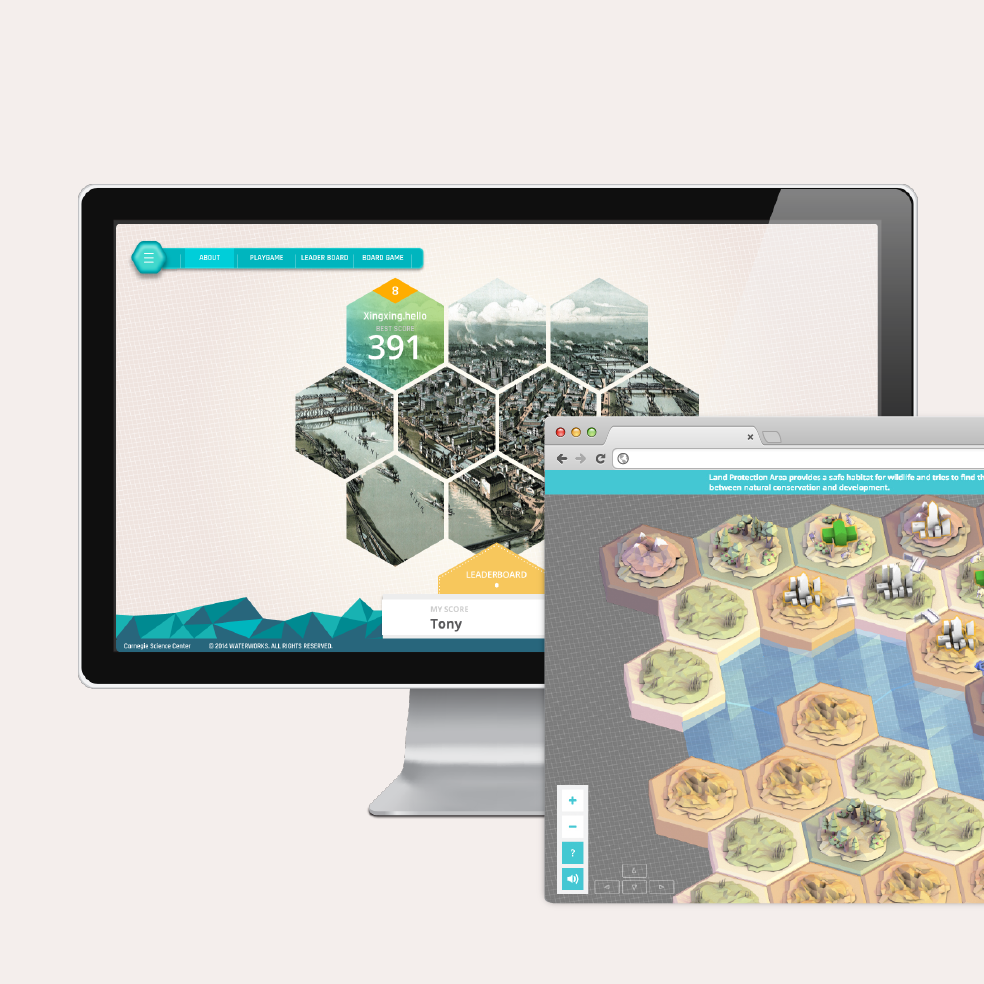 ABOUT PLAYGAME LEADER BOARD BOARD GAME
8
Xingxing.hello
BEST SCORE:
391
Land Protection Area provides a safe habitat for wildlife and tries to find th
between natural conservation and development.
LEADERBOARD
MY SCORE
Tony
Carnegie Science Center © 2014 WATERWORKS. ALL RIGHTS RESERVED.
+
−
?